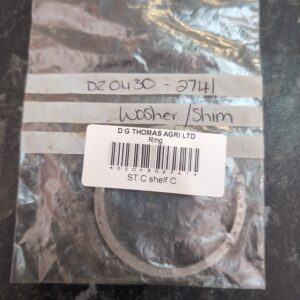 DZ0430-2741
Washer/Shim
D G THOMAS AGRI LTD
Ring
ST C shelf C